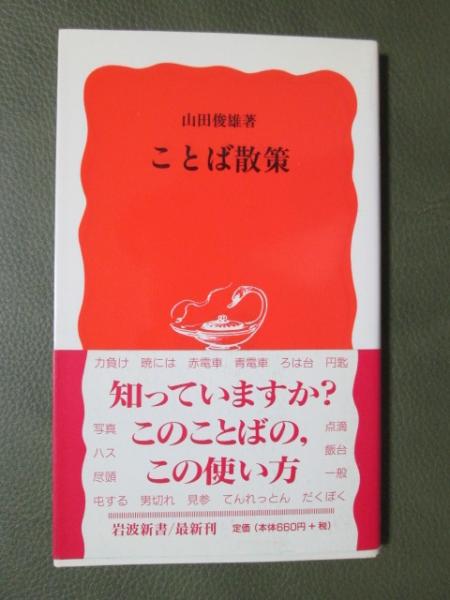 山田俊雄著
ことば散策
力負け 暁には 赤電車 青電車 ろは台 円匙
知っていますか?
写真 このことばの, 点滴
ハス 飯台
尽頭 この使い方 一般
屯する 男切れ 見参 てんれっとん だくぼく
岩波新書/最新刊 定価(本体660円+税)